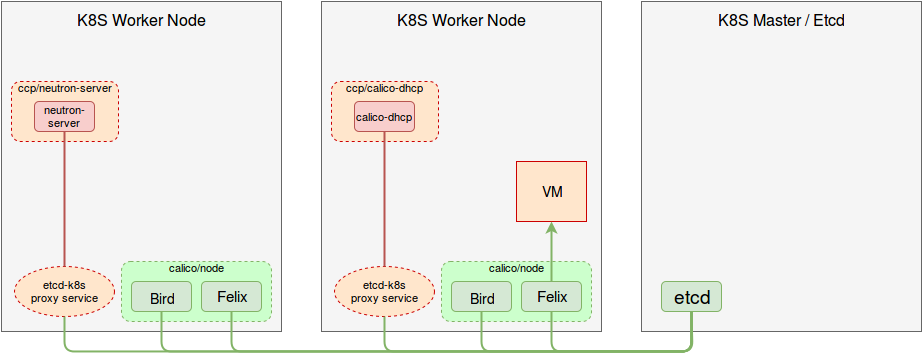 K8S Worker Node
ccp/neutron-server
neutron-
server
etcd-k8s
proxy service
calico/node
Bird
Felix
K8S Worker Node
ccp/calico-dhcp
calico-dhcp
VM
etcd-k8s
proxy service
calico/node
Bird
Felix
K8S Master / Etcd
etcd